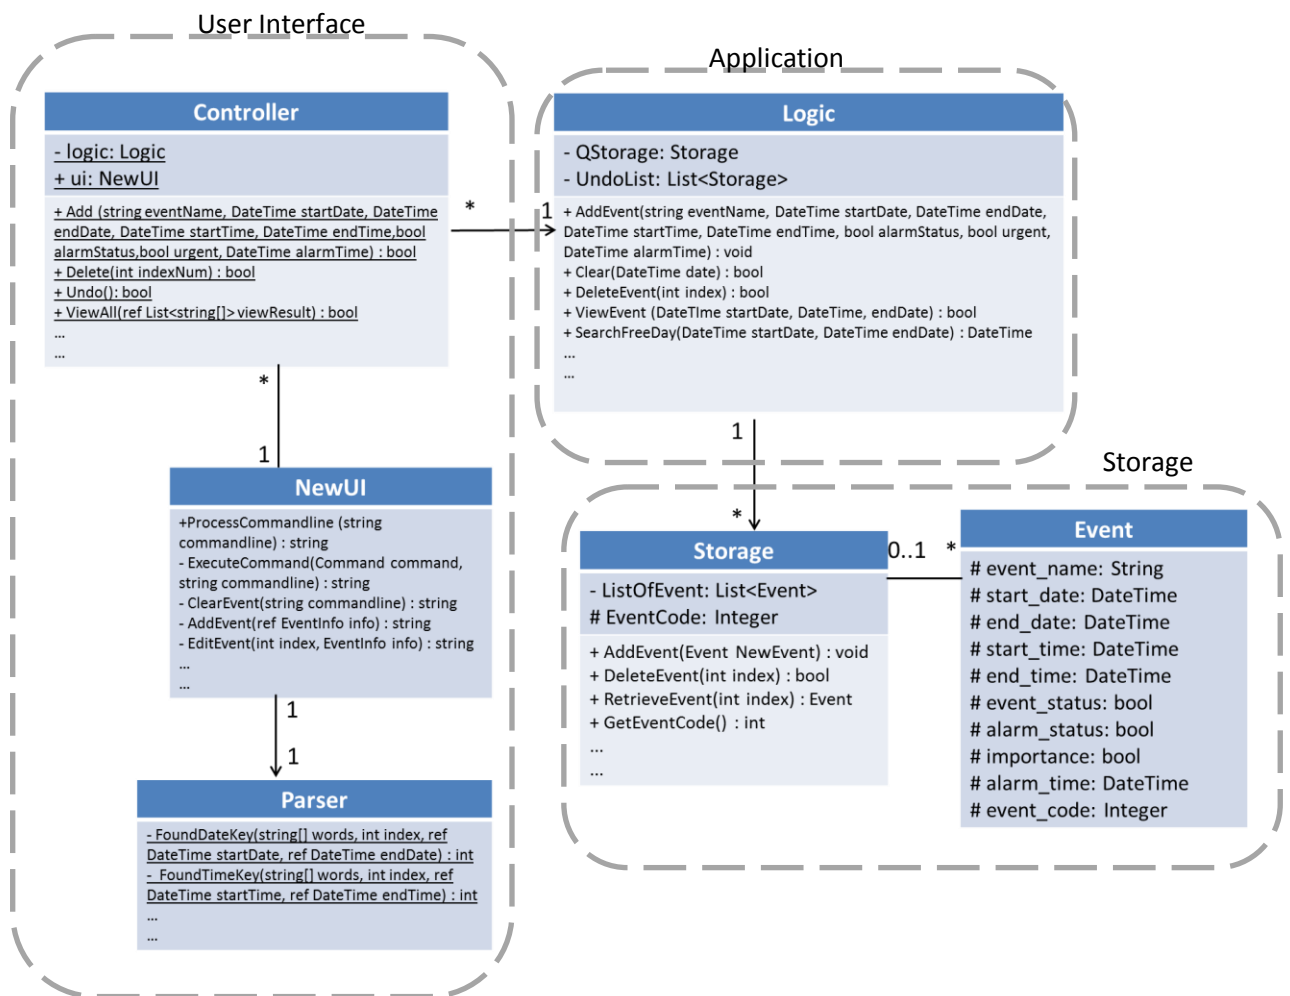 User Interface
Controller
- logic: Logic
+ ui: NewUI
+ Add (string eventName, DateTime startDate, DateTime
endDate, DateTime startTime, DateTime endTime,bool
alarmStatus,bool urgent, DateTime alarmTime) : bool
+ Delete(int indexNum) : bool
+ Undo(): bool
+ ViewAll(ref List<string[]> viewResult) : bool
...
...
*
1
*
1
NewUI
+ProcessCommandline (string
commandline) : string
- ExecuteCommand(Command command,
string commandline) : string
- ClearEvent(string commandline) : string
- AddEvent(ref EventInfo info) : string
- EditEvent(int index, EventInfo info) : string
...
...
1
1
Parser
- FoundDateKey(string[] words, int index, ref
DateTime startDate, ref DateTime endDate) : int
- FoundTimeKey(string[] words, int index, ref
DateTime startTime, ref DateTime endTime) : int
...
...
Application
Logic
- QStorage: Storage
- UndoList: List<Storage>
+ AddEvent(string eventName, DateTime startDate, DateTime endDate,
DateTime startTime, DateTime endTime, bool alarmStatus, bool urgent,
DateTime alarmTime) : void
+ Clear(DateTime date) : bool
+ DeleteEvent(int index) : bool
+ ViewEvent (DateTIme startDate, DateTime, endDate) : bool
+ SearchFreeDay(DateTime startDate, DateTime endDate) : DateTime
...
...
1
*
Storage
Storage
- ListOfEvent: List<Event>
# EventCode: Integer
+ AddEvent(Event NewEvent) : void
+ DeleteEvent(int index) : bool
+ RetrieveEvent(int index) : Event
+ GetEventCode() : int
...
...
0..1 *
Event
# event_name: String
# start_date: DateTime
# end_date: DateTime
# start_time: DateTime
# end_time: DateTime
# event_status: bool
# alarm_status: bool
# importance: bool
# alarm_time: DateTime
# event_code: Integer